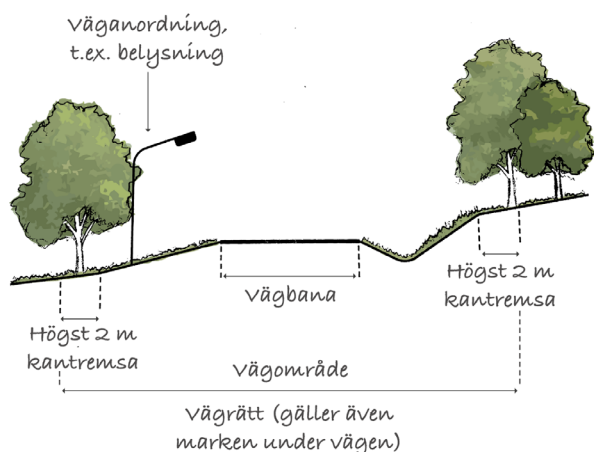 Väganordning,
t.ex. belysning
Vägbana
Högst 2 m
kantremsa
Högst 2 m
kantremsa
Vägområde
Vägrätt (gäller även
marken under vägen)